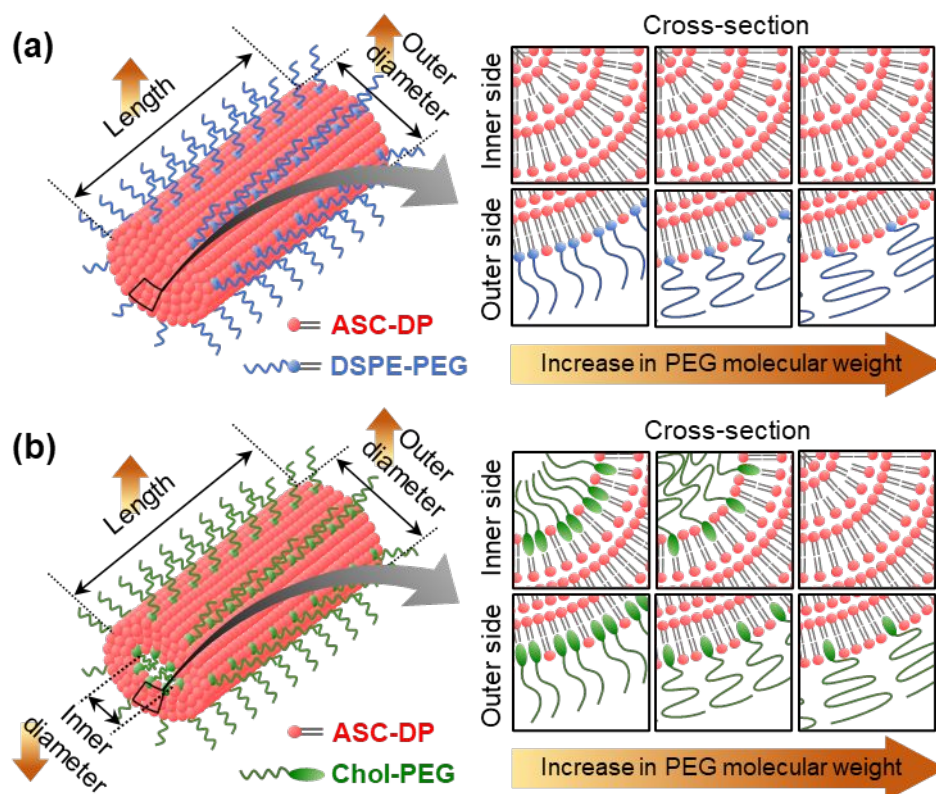 (a)
Length
Outer
diameter
ASC-DP
DSPE-PEG
Cross-section
Inner side
Outer side
Increase in PEG molecular weight
(b)
Length
Outer
diameter
Inner
diameter
ASC-DP
Chol-PEG
Cross-section
Inner side
Outer side
Increase in PEG molecular weight